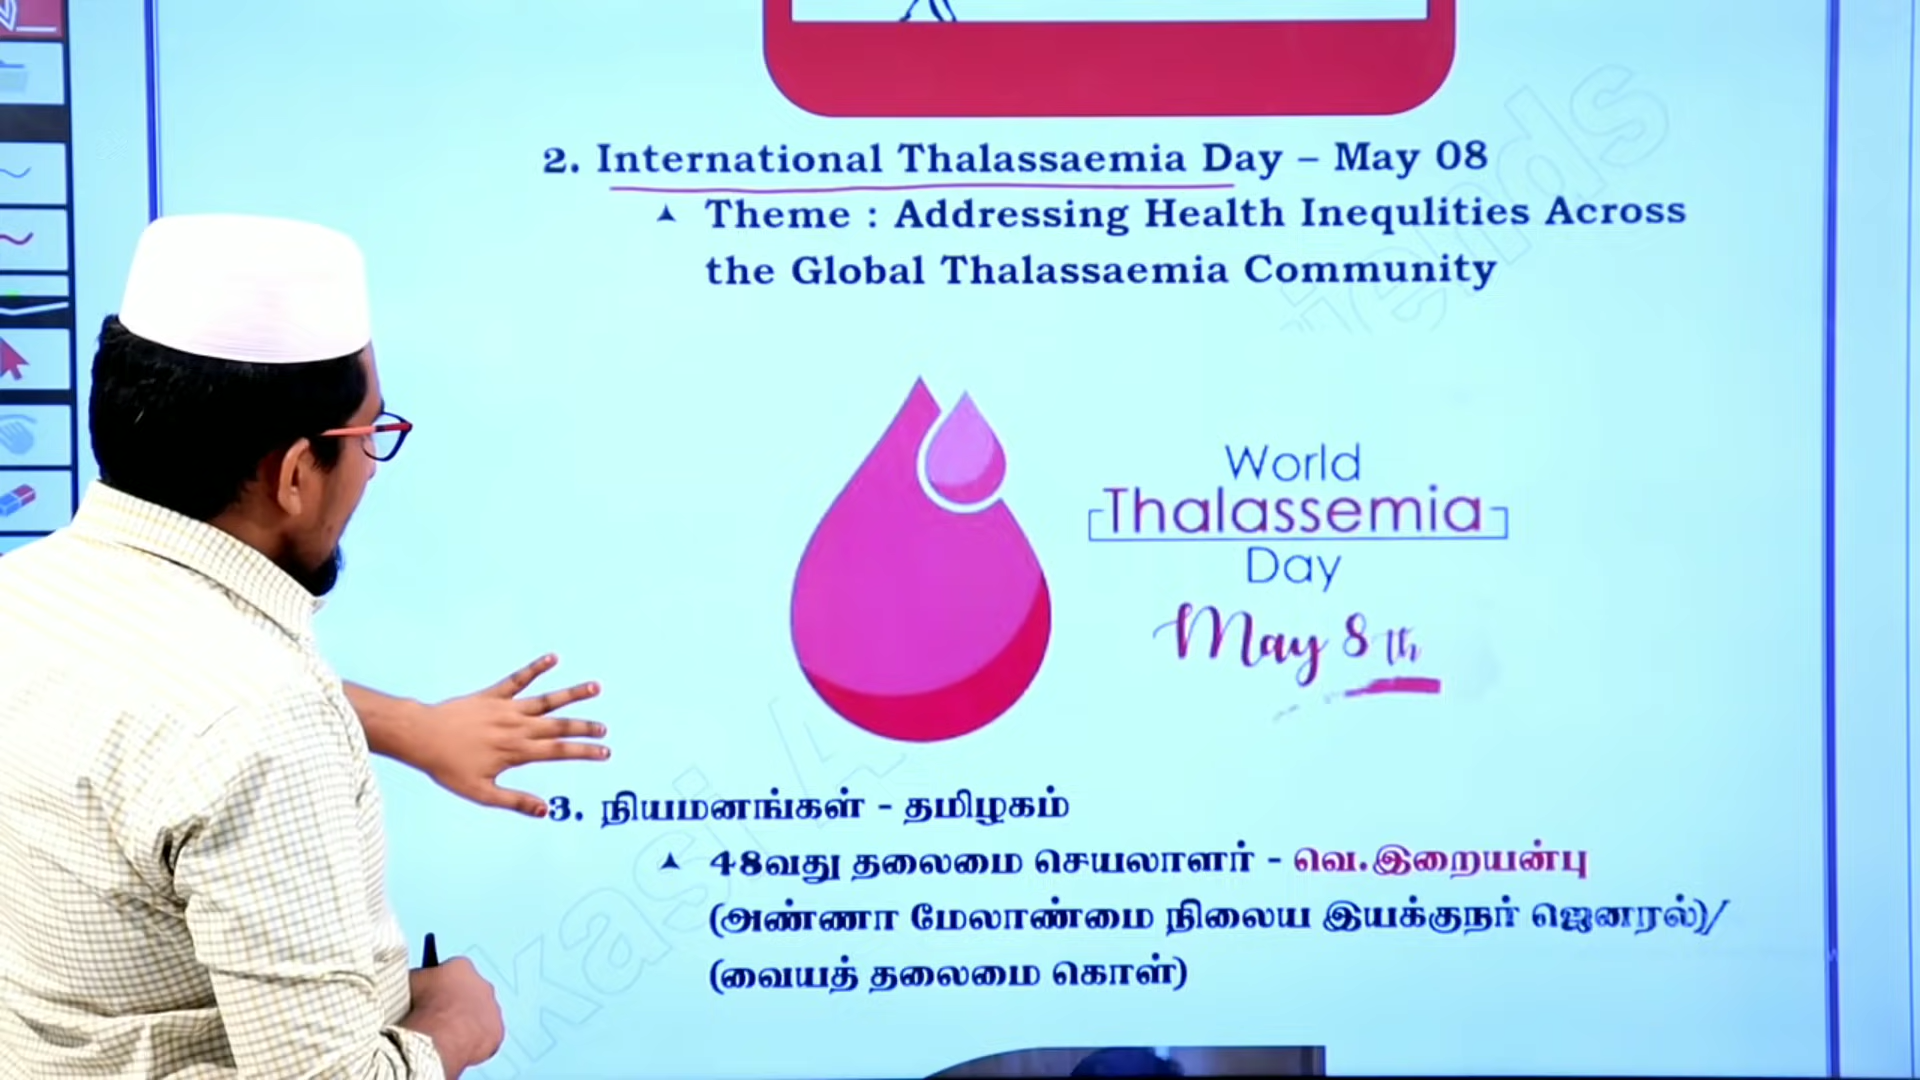 2. International Thalassaemia Day – May 08
Theme : Addressing Health Inequlities Across
the Global Thalassaemia Community
World
Thalassemia
Day
May 8th
3. நியமனங்கள் - தமிழகம்
48வது தலைமை செயலாளர் - வெ.இறையன்பு
(அண்ணா மேலாண்மை நிலைய இயக்குநர் ஜெனரல்)/
(வையத் தலைமை கொள்)